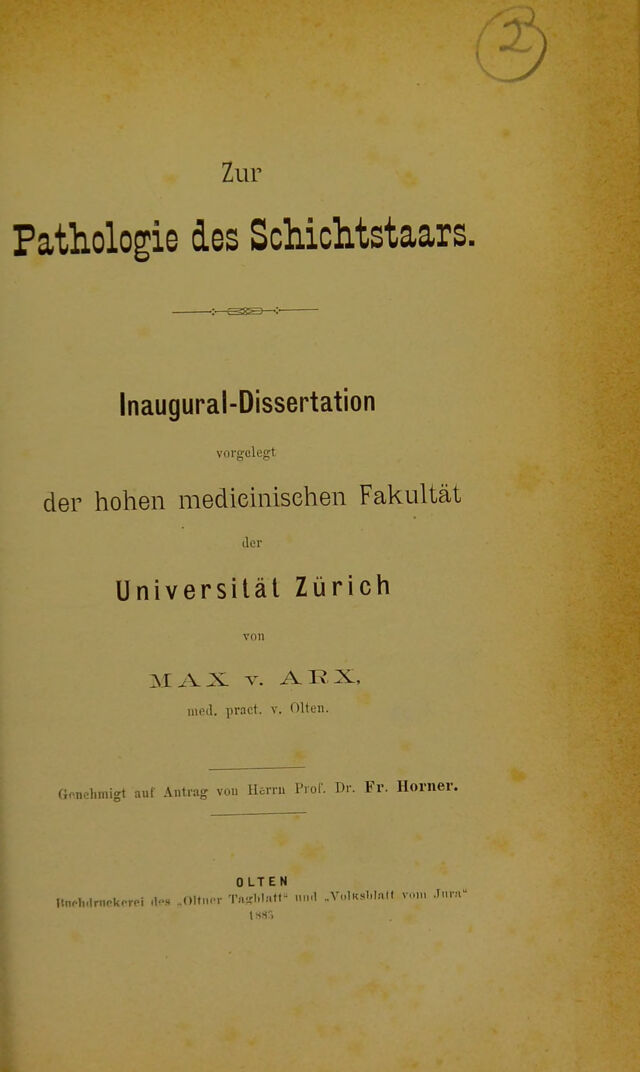 2
Zur
Pathologie des Schichtstaars.
Inaugural-Dissertation
vorgelegt
der hohen medicinischen Fakultät
der
Universität Zürich
von
MAX v. ARX,
med. pract. v. Olten.
Genehmigt auf Antrag von Herrn Prof. Dr. Fr. Horner.
OLTEN
Buchdruckerei des „Oltner Tagblatt“ und „Volksblatt vom Jura“